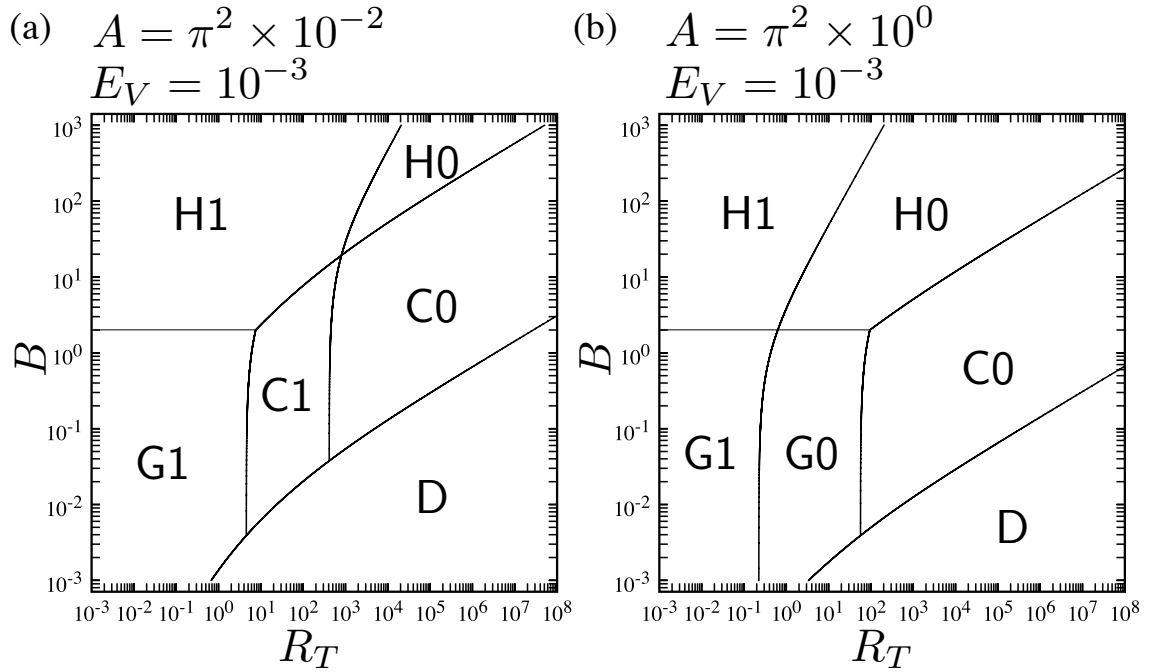 (a) A = π² × 10⁻²
E_V = 10⁻³
(b) A = π² × 10⁰
E_V = 10⁻³
B
10³
10²
10¹
10⁰
10⁻¹
10⁻²
10⁻³
H1
H0
C0
C1
G1
D
10⁻³ 10⁻² 10⁻¹ 10⁰ 10¹ 10² 10³ 10⁴ 10⁵ 10⁶ 10⁷ 10⁸
R_T
B
10³
10²
10¹
10⁰
10⁻¹
10⁻²
10⁻³
H1
H0
C0
G1
G0
D
10⁻³ 10⁻² 10⁻¹ 10⁰ 10¹ 10² 10³ 10⁴ 10⁵ 10⁶ 10⁷ 10⁸
R_T